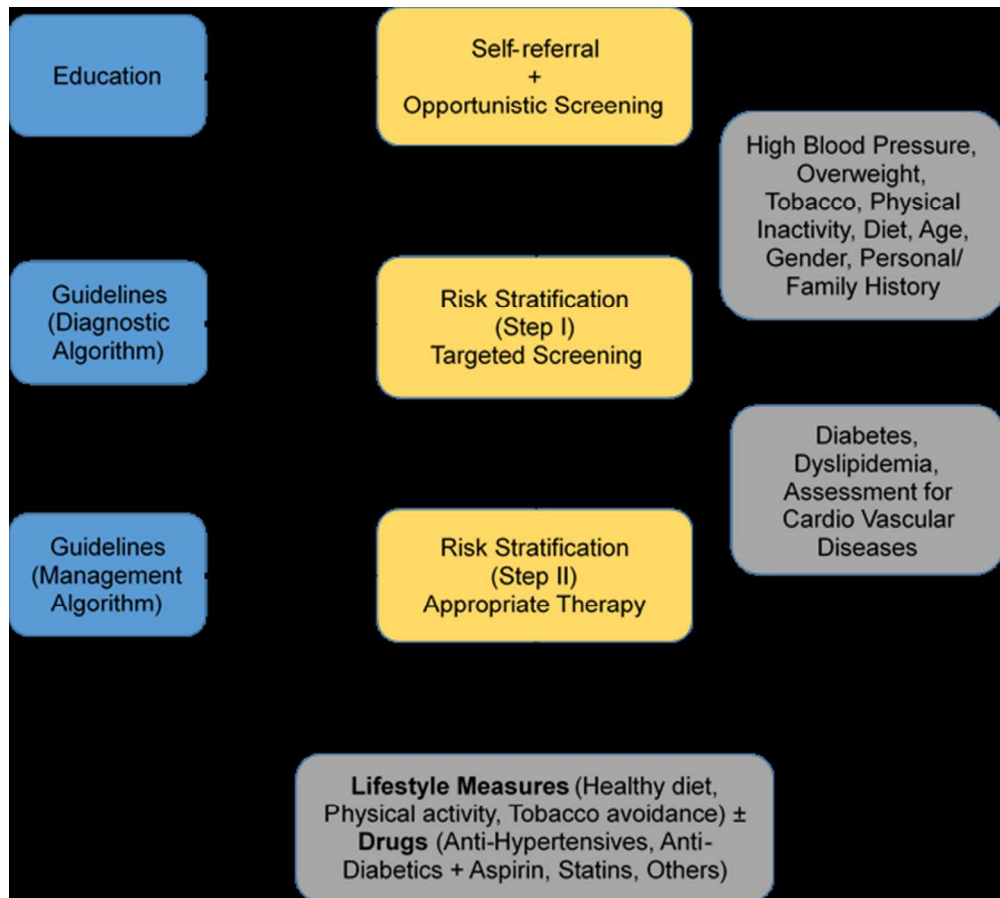 Education
Self-referral
+
Opportunistic Screening
High Blood Pressure,
Overweight,
Tobacco, Physical
Inactivity, Diet, Age,
Gender, Personal/
Family History
Guidelines
(Diagnostic
Algorithm)
Risk Stratification
(Step I)
Targeted Screening
Diabetes,
Dyslipidemia,
Assessment for
Cardio Vascular
Diseases
Guidelines
(Management
Algorithm)
Risk Stratification
(Step II)
Appropriate Therapy
Lifestyle Measures (Healthy diet,
Physical activity, Tobacco avoidance) ±
Drugs (Anti-Hypertensives, Anti-
Diabetics + Aspirin, Statins, Others)